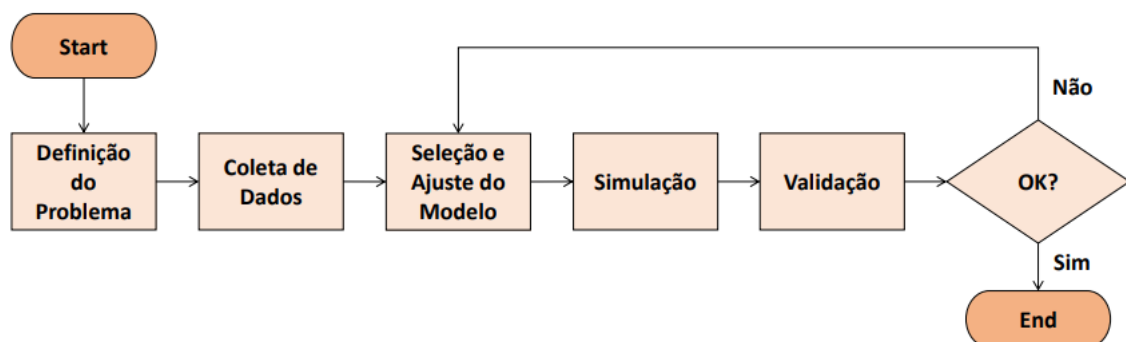 Start
Definição
do
Problema
Coleta de
Dados
Seleção e
Ajuste do
Modelo
Simulação
Validação
OK?
Não
Sim
End